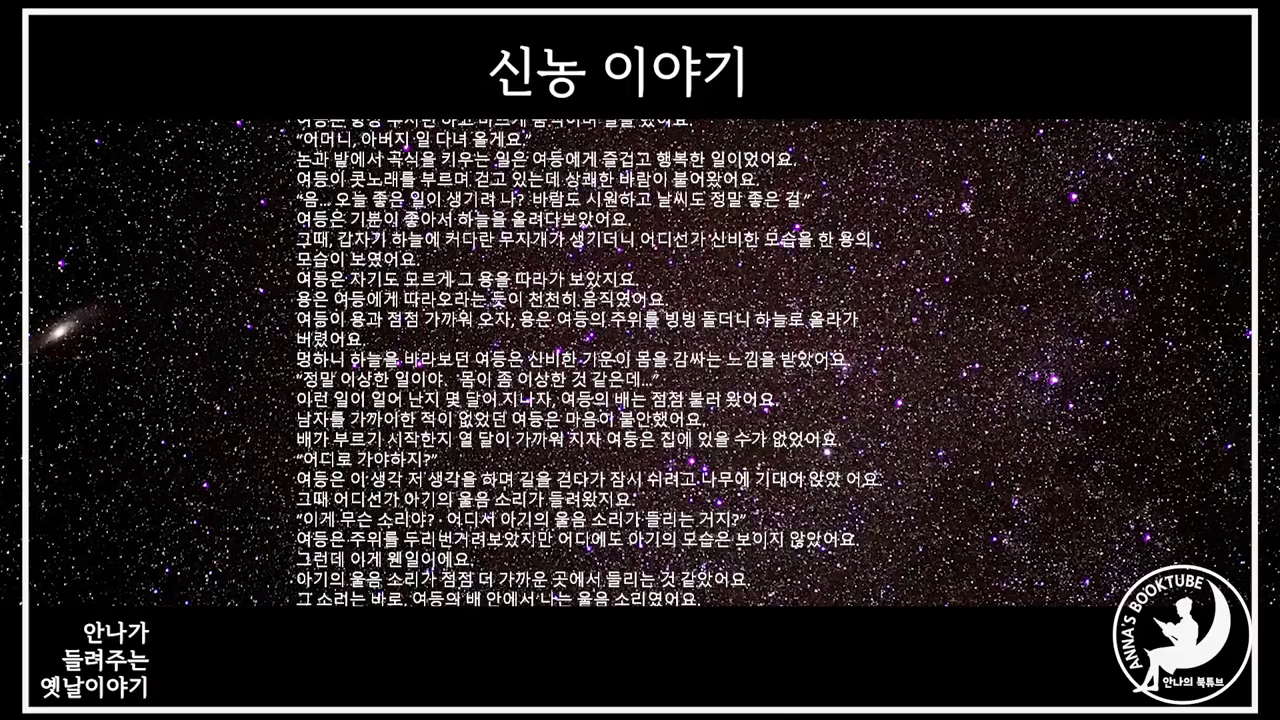 신농 이야기
여등은 항상
“어머니, 아버지 일 다녀 올게요.”
논과 밭에서 곡식을 키우는 일은 여등에게 즐겁고 행복한 일이었어요.
여등이 콧노래를 부르며 걷고 있는데 상쾌한 바람이 불어왔어요.
“음... 오늘 좋은 일이 생기려 나? 바람도 시원하고 날씨도 정말 좋은 걸.”
여등은 기분이 좋아서 하늘을 올려다보았어요.
그때, 갑자기 하늘에 커다란 무지개가 생기더니 어디선가 신비한 모습을 한 용의
모습이 보였어요.
여등은 자기도 모르게 그 용을 따라가 보았지요.
용은 여등에게 따라오라는 듯이 천천히 움직였어요.
여등이 용과 점점 가까워 오자, 용은 여등의 주위를 빙빙 돌더니 하늘로 올라가
버렸어요.
멍하니 하늘을 바라보던 여등은 신비한 기운이 몸을 감싸는 느낌을 받았어요.
“정말 이상한 일이야. 몸이 좀 이상한 것 같은데...”
이런 일이 일어 난지 몇 달이 지나자, 여등의 배는 점점 불러 왔어요.
남자를 가까이한 적이 없었던 여등은 마음이 불안했어요.
배가 부르기 시작한지 열 달이 가까워 지자 여등은 집에 있을 수가 없었어요.
“어디로 가야하지?”
여등은 이 생각 저 생각을 하며 길을 걷다가 잠시 쉬려고 나무에 기대어 앉았 어요.
그때 어디선가 아기의 울음 소리가 들려왔지요.
“이게 무슨 소리야? 어디서 아기의 울음 소리가 들리는 거지?”
여등은 주위를 두리번거려보았지만 어디에도 아기의 모습은 보이지 않았어요.
그런데 이게 웬일이에요.
아기의 울음 소리가 점점 더 가까운 곳에서 들리는 것 같았어요.
그 소리는 바로, 여등의 배 안에서 나는 울음 소리였어요.
안나가
들려주는
옛날이야기
ANNA'S BOOKTUBE
안나의 북튜브